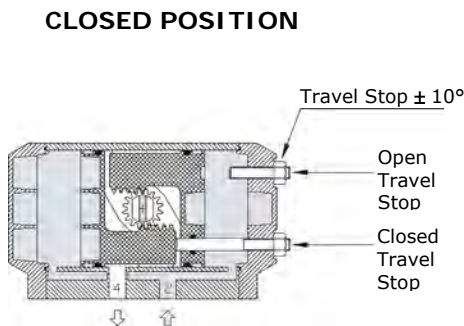 CLOSED POSITION
Travel Stop ± 10°
Open
Travel
Stop
Closed
Travel
Stop
4
2